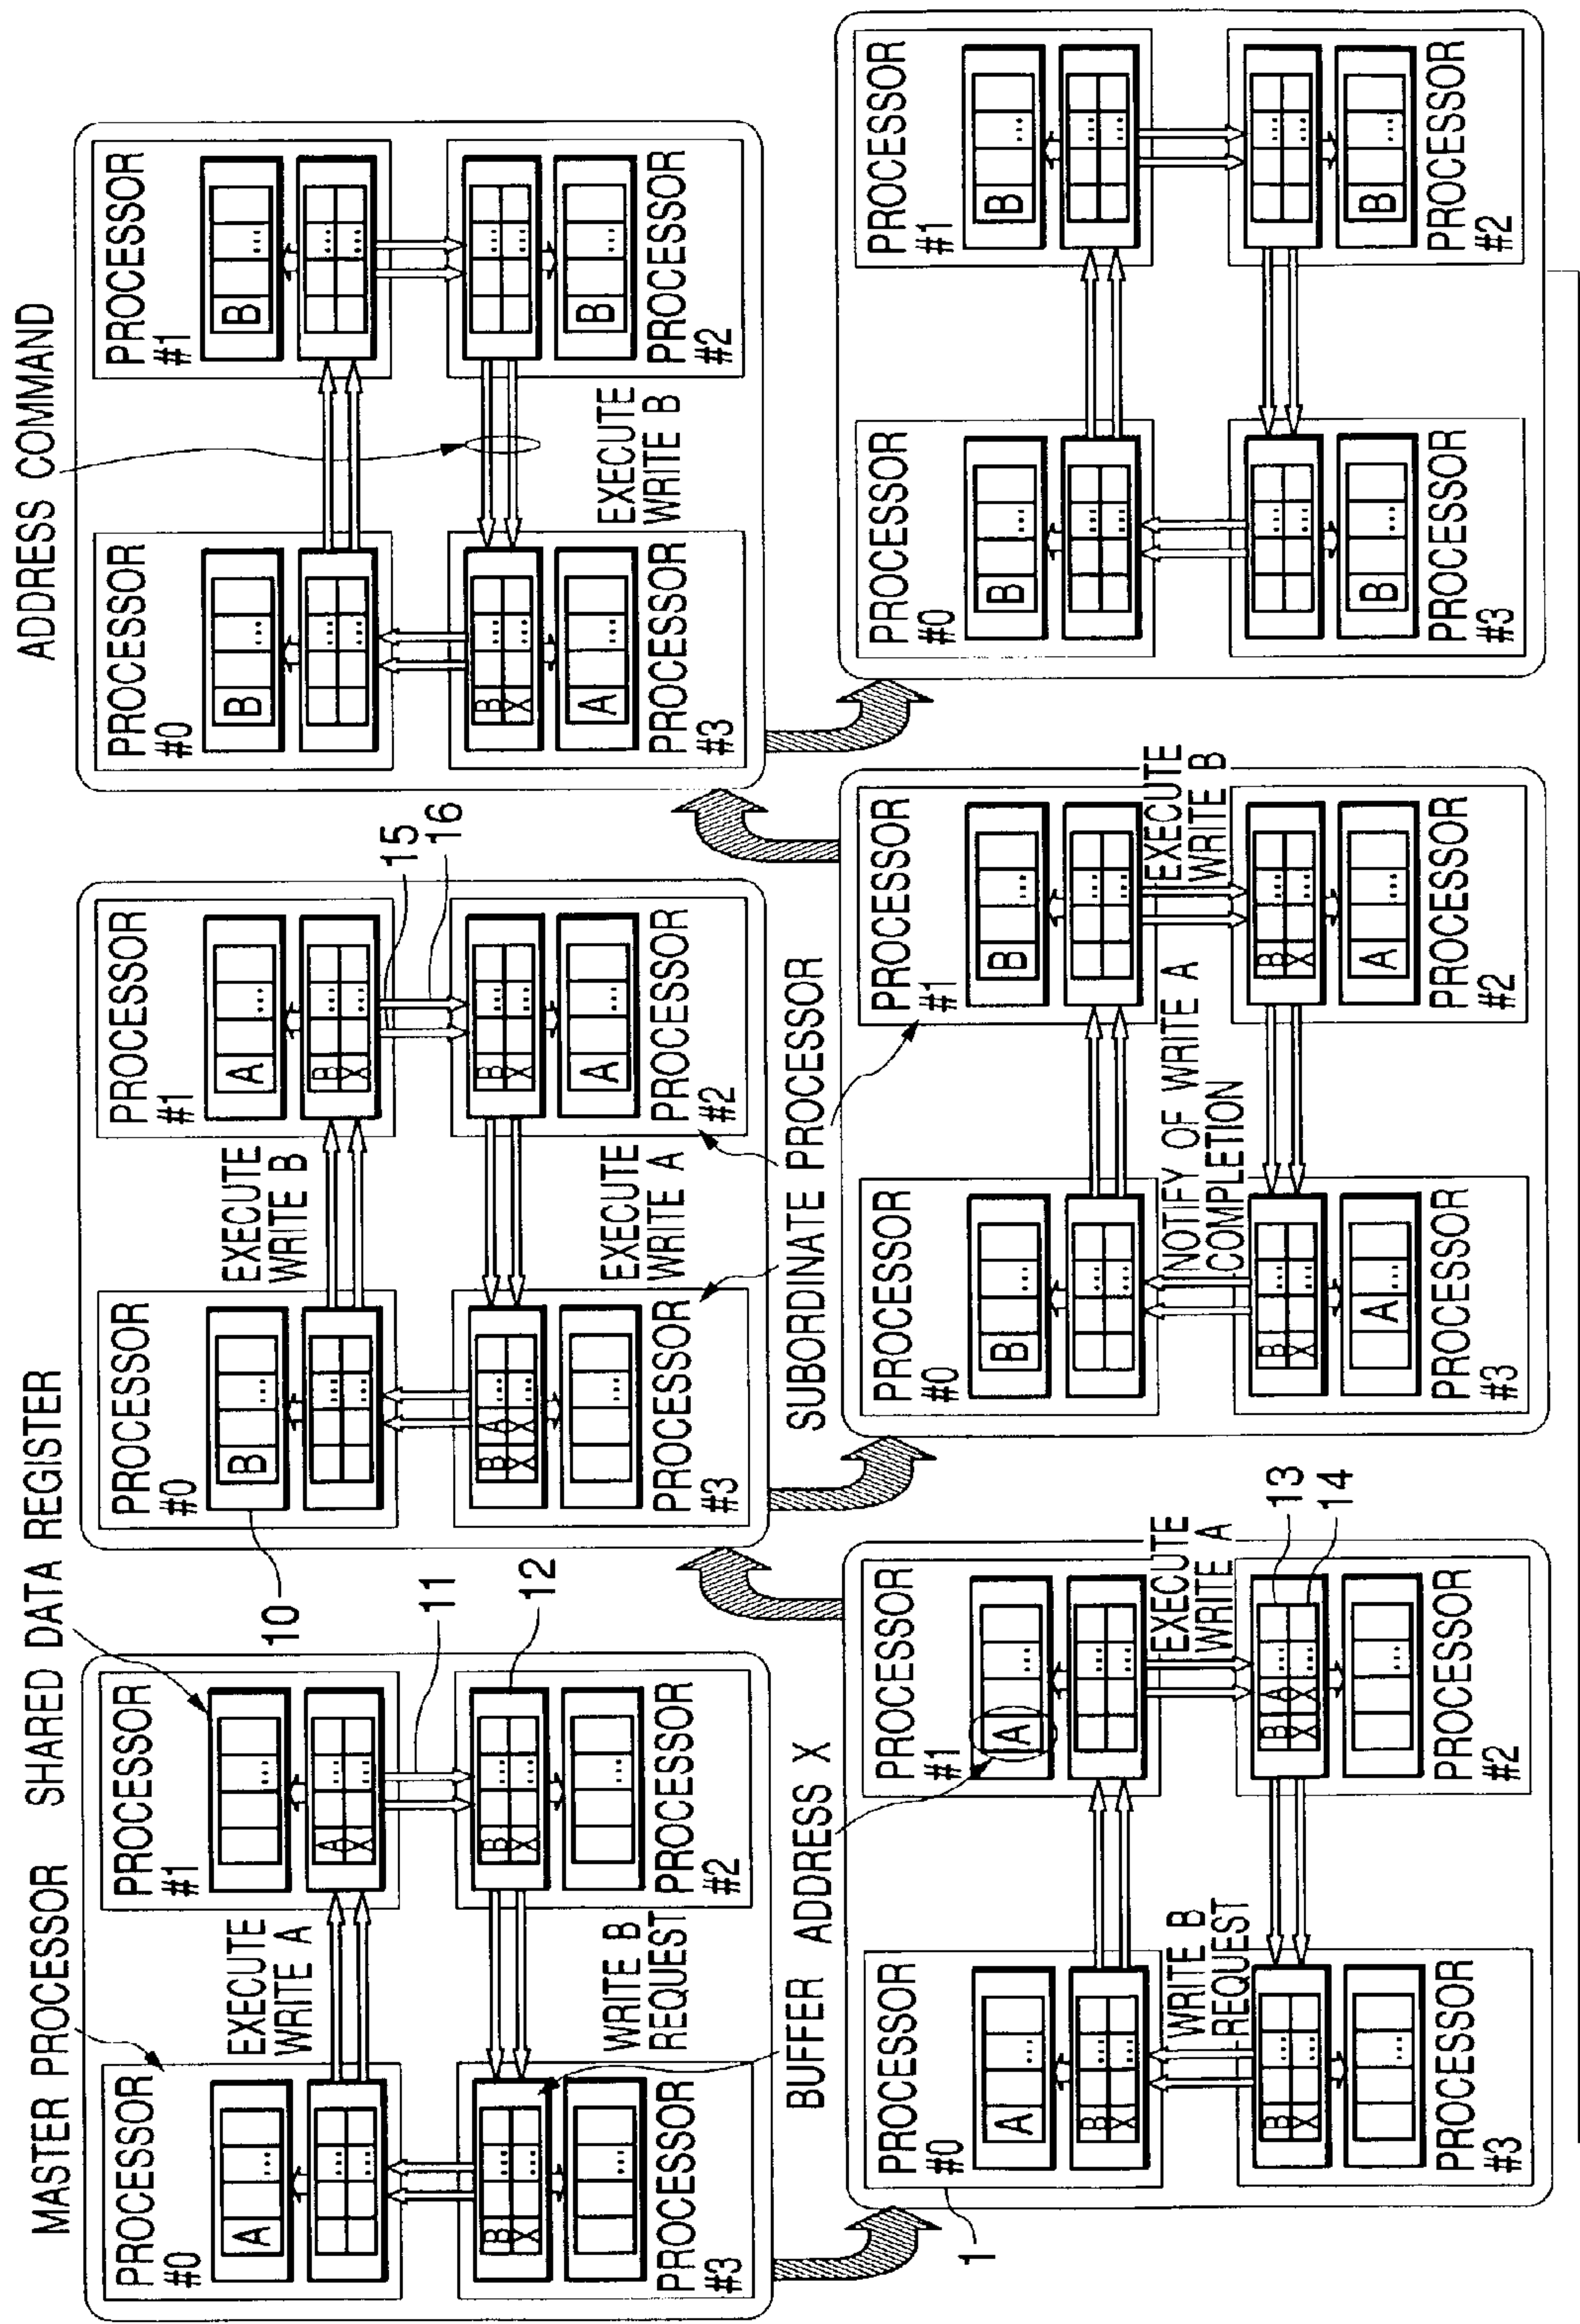 MASTER PROCESSOR
SHARED DATA REGISTER
PROCESSOR
#0
EXECUTE
WRITE A
PROCESSOR
#1
A
A
X
11
B
X
B
X
12
WRITE B
REQUEST
PROCESSOR
#3
PROCESSOR
#2
BUFFER
ADDRESS X
1
PROCESSOR
#0
PROCESSOR
#1
A
A
B
X
WRITE B
REQUEST
EXECUTE
WRITE A
B
X
B A
X X
13
14
PROCESSOR
#3
PROCESSOR
#2
PROCESSOR
#0
EXECUTE
WRITE B
PROCESSOR
#1
10
B
A
B
X
15
16
B A
X X
B
X
A
EXECUTE
WRITE A
PROCESSOR
#3
PROCESSOR
#2
SUBORDINATE PROCESSOR
PROCESSOR
#0
PROCESSOR
#1
B
B
NOTIFY OF WRITE A
COMPLETION
EXECUTE
WRITE B
B
X
B
X
A
A
PROCESSOR
#3
PROCESSOR
#2
ADDRESS COMMAND
PROCESSOR
#0
PROCESSOR
#1
B
B
B
X
A
B
EXECUTE
WRITE B
PROCESSOR
#3
PROCESSOR
#2
PROCESSOR
#0
PROCESSOR
#1
B
B
B
B
PROCESSOR
#3
PROCESSOR
#2